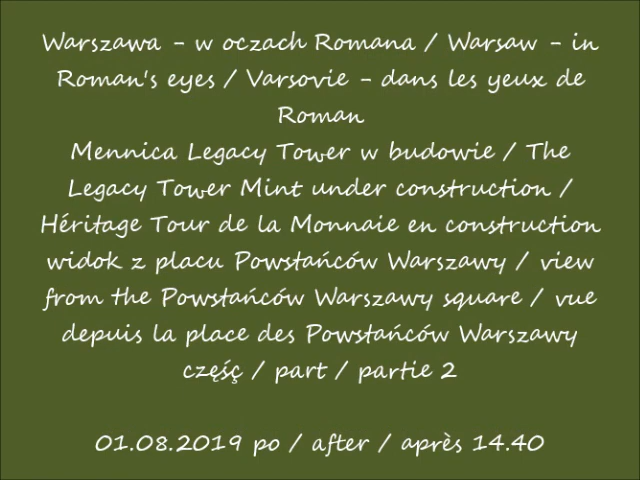 Warszawa - w oczach Romana / Warsaw - in
Roman's eyes / Varsovie - dans les yeux de
Roman
Mennica Legacy Tower w budowie / The
Legacy Tower Mint under construction /
Héritage Tour de la Monnaie en construction
widok z placu Powstańców Warszawy / view
from the Powstańców Warszawy square / vue
depuis la place des Powstańców Warszawy
częśç / part / partie 2
01.08.2019 po / after / après 14.40